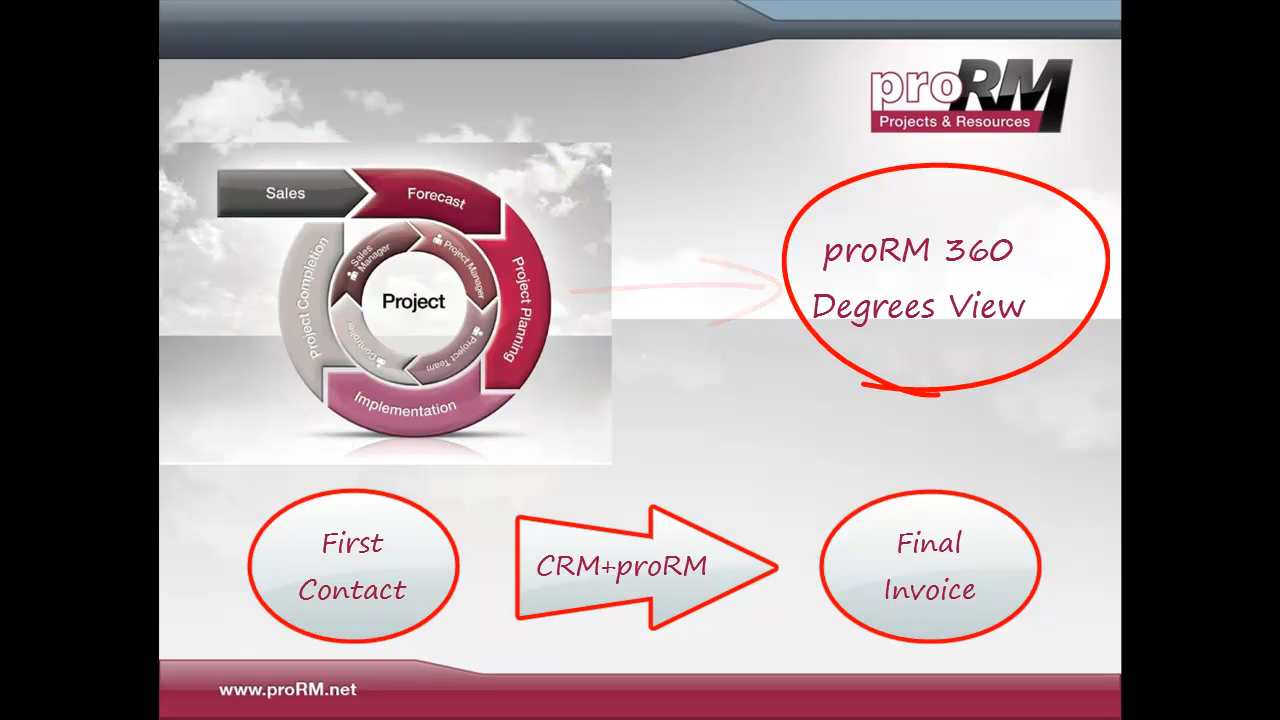 proRM
Projects & Resources
Sales
Forecast
Project Planning
Implementation
Project Completion
Sales
Manager
Project Manager
Project Team
Controller
Project
proRM 360
Degrees View
First
Contact
CRM+proRM
Final
Invoice
www.proRM.net